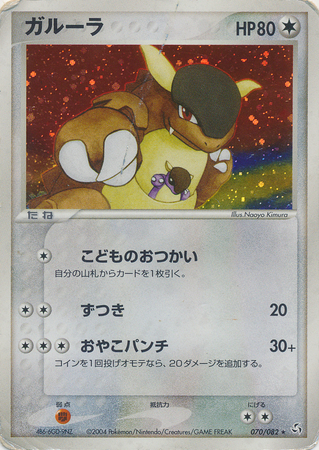 ガルーラ HP80
たね Illus.Naoyo Kimura
こどものおつかい
自分の山札からカードを1枚引く。
ずつき 20
おやこパンチ 30+
コインを1回投げオモテなら、20ダメージを追加する。
弱点 抵抗力 にげる
©2004 Pokémon/Nintendo/Creatures/GAME FREAK 070/082 ★